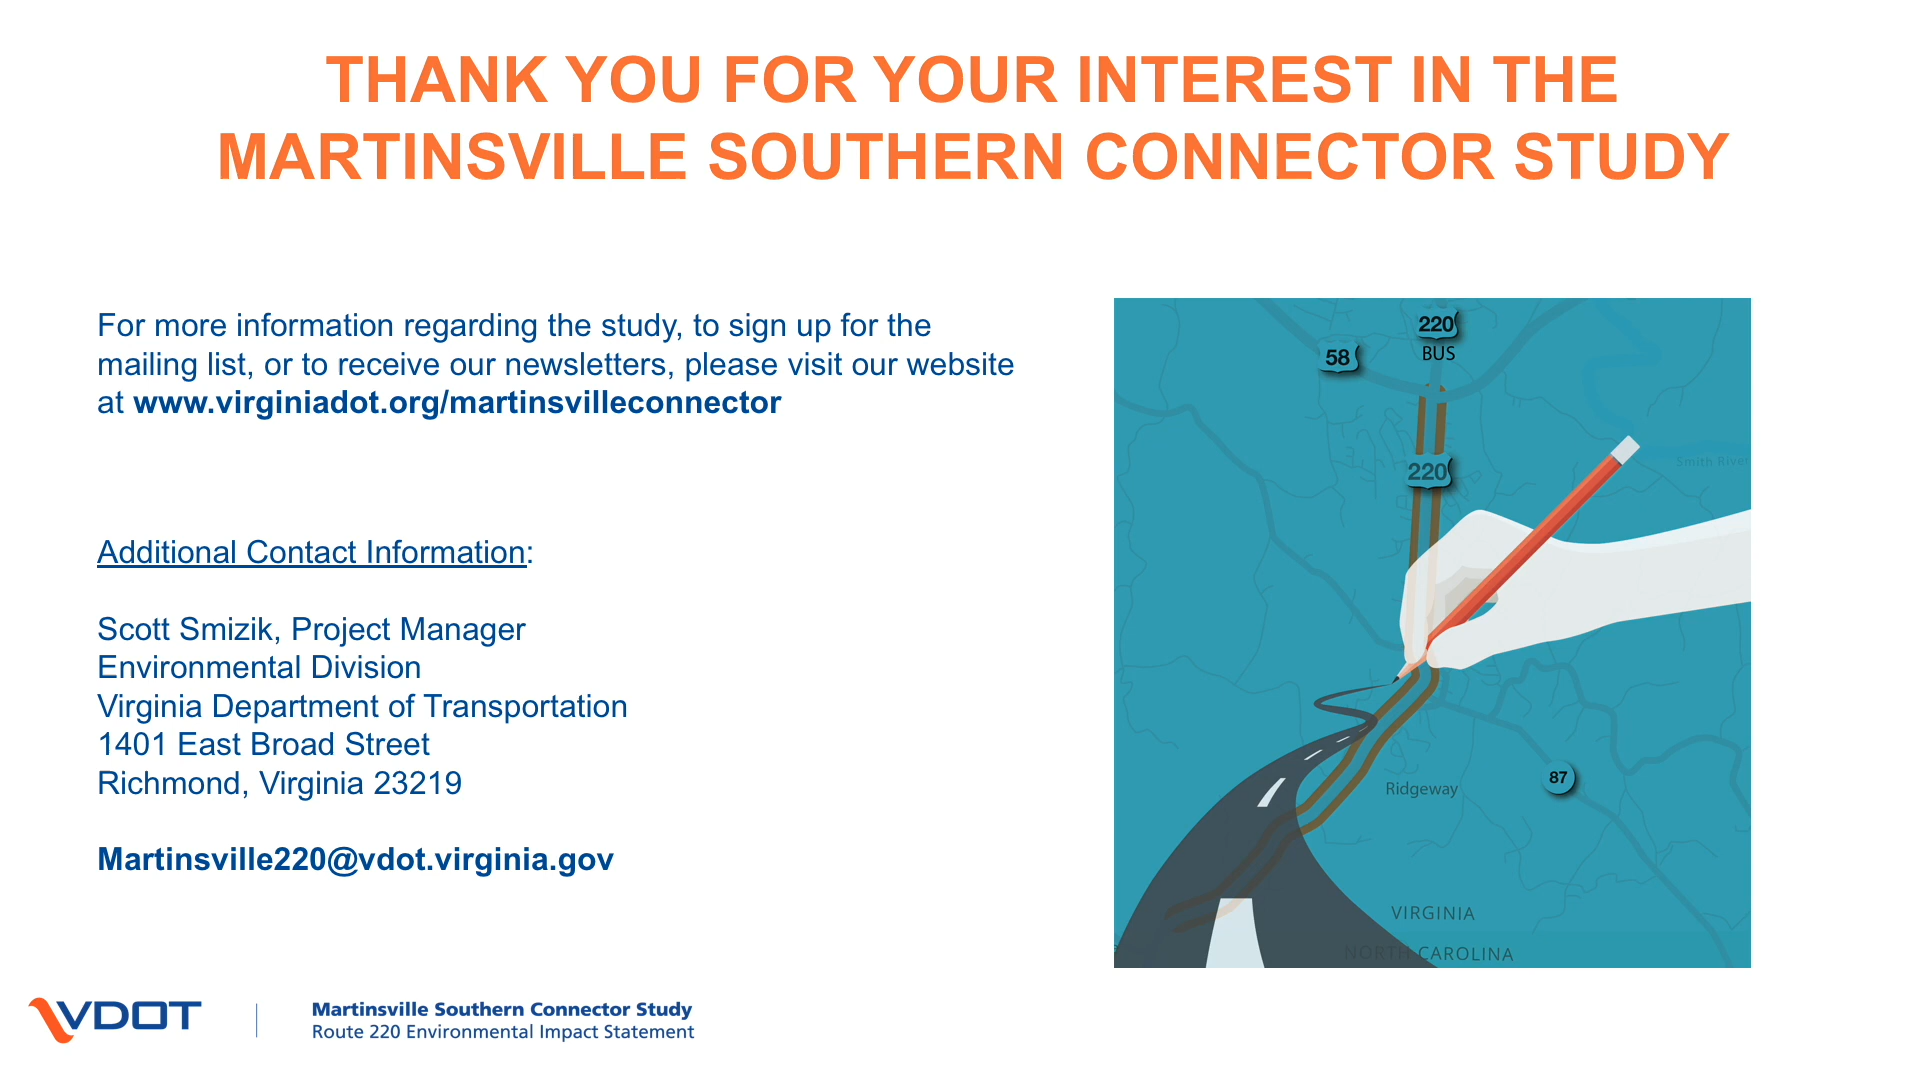 THANK YOU FOR YOUR INTEREST IN THE
MARTINSVILLE SOUTHERN CONNECTOR STUDY
For more information regarding the study, to sign up for the
mailing list, or to receive our newsletters, please visit our website
at www.virginiadot.org/martinsvilleconnector
Additional Contact Information:
Scott Smizik, Project Manager
Environmental Division
Virginia Department of Transportation
1401 East Broad Street
Richmond, Virginia 23219
Martinsville220@vdot.virginia.gov
220
BUS
58
220
Smith River
87
Ridgeway
VIRGINIA
NORTH CAROLINA
VDOT
Martinsville Southern Connector Study
Route 220 Environmental Impact Statement